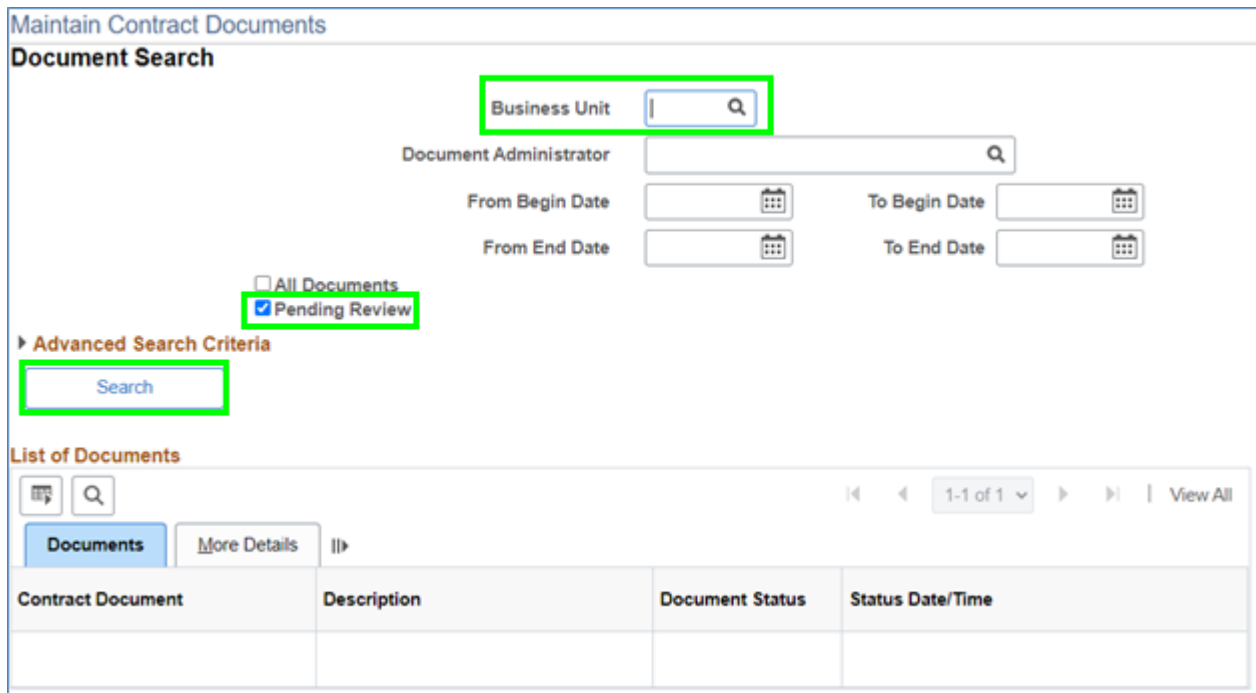 Maintain Contract Documents
Document Search
Business Unit
Document Administrator
From Begin Date To Begin Date
From End Date To End Date
All Documents
Pending Review
Advanced Search Criteria
Search
List of Documents
1-1 of 1 View All
Documents More Details
Contract Document Description Document Status Status Date/Time